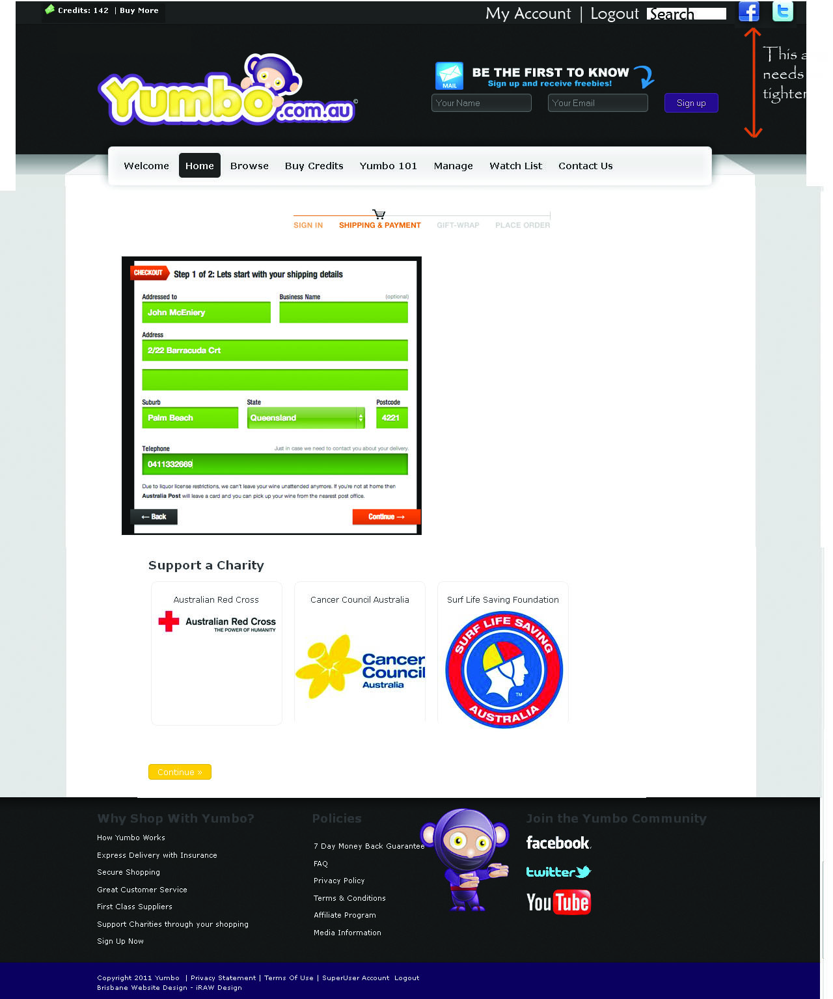 Credits: 142 | Buy More
My Account | Logout Search
This a
needs
tighter
Yumbo.com.au©
BE THE FIRST TO KNOW
Sign up and receive freebies!
MAIL
Your Name Your Email Sign up
Welcome Home Browse Buy Credits Yumbo 101 Manage Watch List Contact Us
SIGN IN SHIPPING & PAYMENT GIFT-WRAP PLACE ORDER
CHECKOUT Step 1 of 2: Lets start with your shipping details
Addressed to Business Name (optional)
John McEniery
Address
2/22 Barracuda Crt
Suburb State Postcode
Palm Beach Queensland 4221
Telephone Just in case we need to contact you about your delivery.
0411332669
Due to liquor license restrictions, we can't leave your wine unattended anymore. If you're not at home then
Australia Post will leave a card and you can pick up your wine from the nearest post office.
← Back Continue →
Support a Charity
Australian Red Cross Cancer Council Australia Surf Life Saving Foundation
Australian Red Cross
THE POWER OF HUMANITY
Cancer
Council
Australia
SURF LIFE SAVING
TM
AUSTRALIA
Continue »
Why Shop With Yumbo?
How Yumbo Works
Express Delivery with Insurance
Secure Shopping
Great Customer Service
First Class Suppliers
Support Charities through your shopping
Sign Up Now
Policies
7 Day Money Back Guarantee
FAQ
Privacy Policy
Terms & Conditions
Affiliate Program
Media Information
Join the Yumbo Community
facebook.
twitter
YouTube
Copyright 2011 Yumbo | Privacy Statement | Terms Of Use | SuperUser Account Logout
Brisbane Website Design - iRAW Design